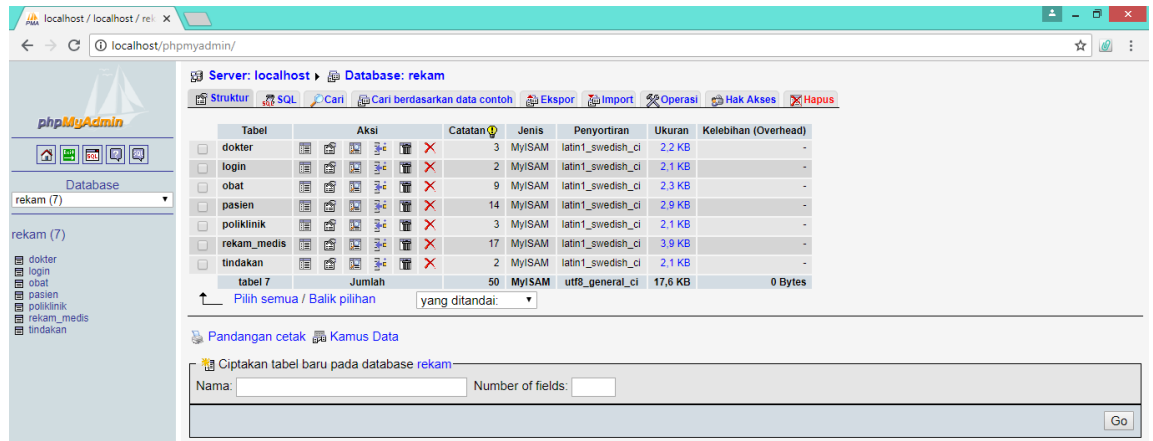 localhost / localhost / rek
localhost/phpmyadmin/
phpMyAdmin
SQL
Database
rekam (7)
rekam (7)
dokter
login
obat
pasien
poliklinik
rekam_medis
tindakan
Server: localhost Database: rekam
Struktur SQL Cari Cari berdasarkan data contoh Ekspor Import Operasi Hak Akses Hapus
Tabel Aksi Catatan Jenis Penyortiran Ukuran Kelebihan (Overhead)
dokter 3 MyISAM latin1_swedish_ci 2,2 KB -
login 2 MyISAM latin1_swedish_ci 2,1 KB -
obat 9 MyISAM latin1_swedish_ci 2,3 KB -
pasien 14 MyISAM latin1_swedish_ci 2,9 KB -
poliklinik 3 MyISAM latin1_swedish_ci 2,1 KB -
rekam_medis 17 MyISAM latin1_swedish_ci 3,9 KB -
tindakan 2 MyISAM latin1_swedish_ci 2,1 KB -
tabel 7 Jumlah 50 MyISAM utf8_general_ci 17,6 KB 0 Bytes
Pilih semua / Balik pilihan yang ditandai:
Pandangan cetak Kamus Data
Ciptakan tabel baru pada database rekam
Nama: Number of fields:
Go